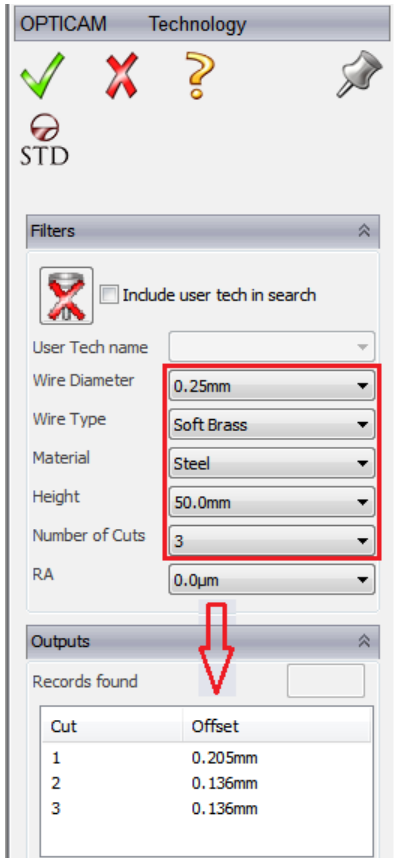 OPTICAM Technology
STD
Filters
Include user tech in search
User Tech name
Wire Diameter 0.25mm
Wire Type Soft Brass
Material Steel
Height 50.0mm
Number of Cuts 3
RA 0.0µm
Outputs
Records found
Cut Offset
1 0.205mm
2 0.136mm
3 0.136mm